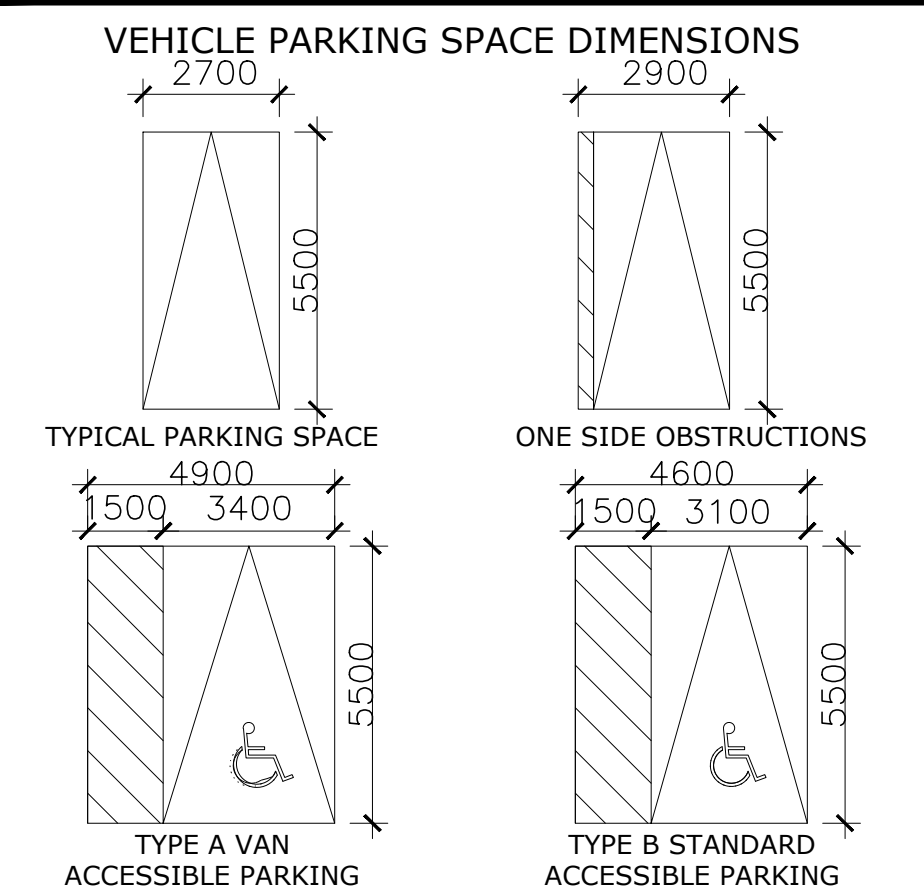 VEHICLE PARKING SPACE DIMENSIONS
2700
5500
TYPICAL PARKING SPACE
2900
5500
ONE SIDE OBSTRUCTIONS
4900
1500 3400
5500
TYPE A VAN
ACCESSIBLE PARKING
4600
1500 3100
5500
TYPE B STANDARD
ACCESSIBLE PARKING